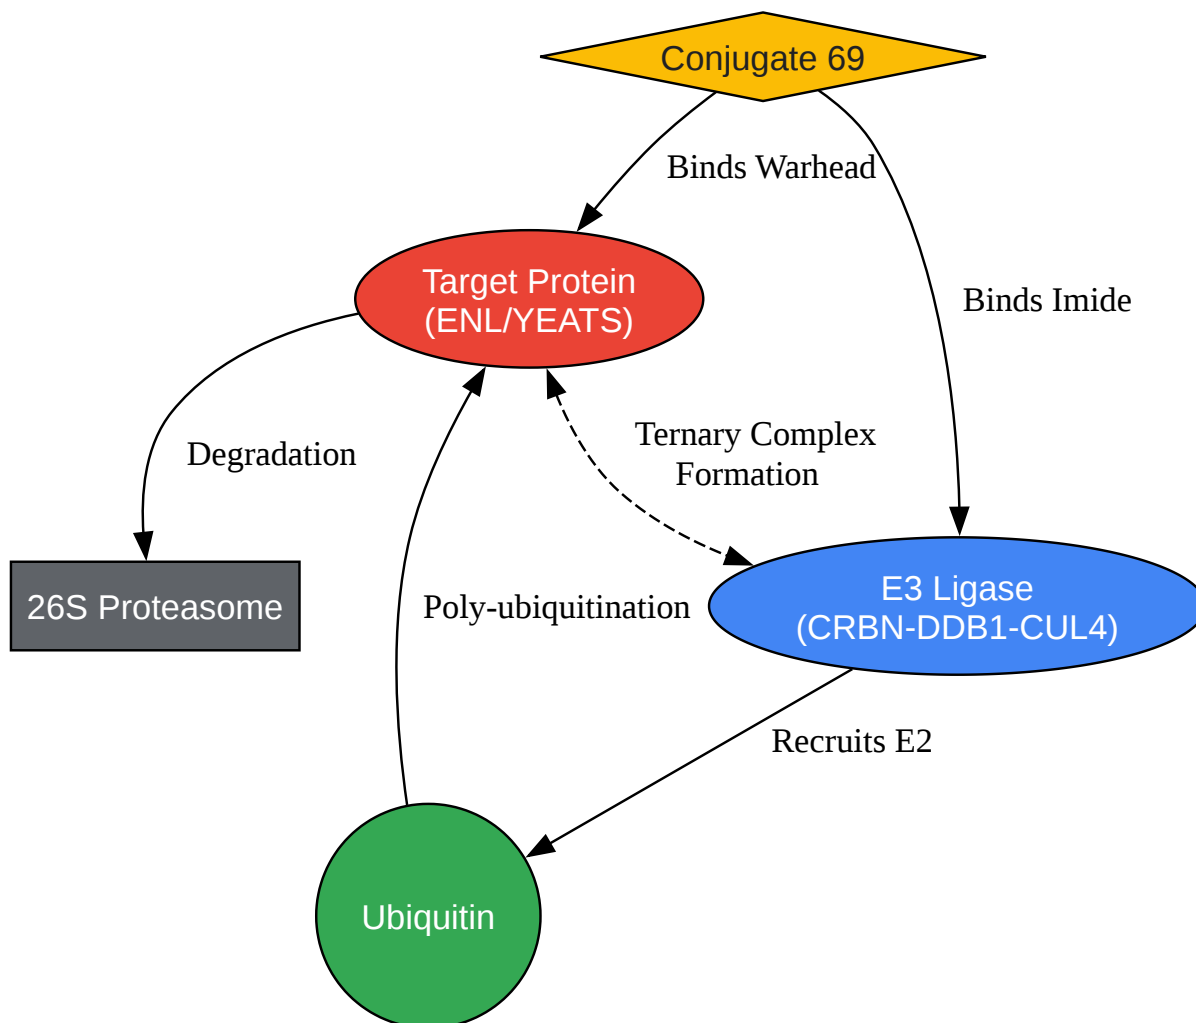 Conjugate 69
Binds Warhead
Target Protein
(ENL/YEATS)
Binds Imide
Ternary Complex
Formation
Degradation
E3 Ligase
(CRBN-DDB1-CUL4)
26S Proteasome
Poly-ubiquitination
Recruits E2
Ubiquitin